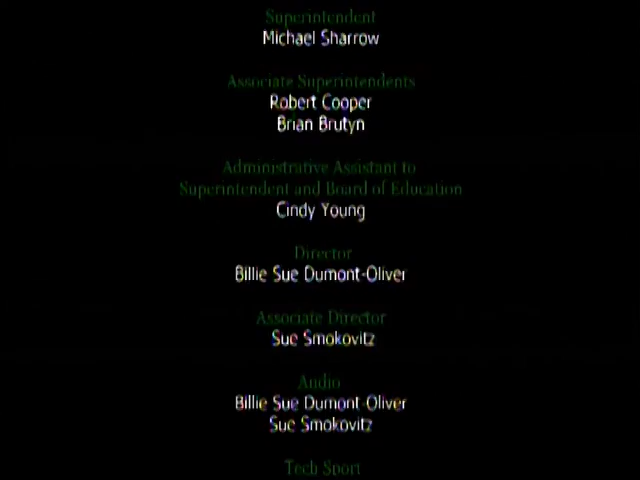 Superintendent
Michael Sharrow
Associate Superintendents
Robert Cooper
Brian Brutyn
Administrative Assistant to
Superintendent and Board of Education
Cindy Young
Director
Billie Sue Dumont-Oliver
Associate Director
Sue Smokovitz
Audio
Billie Sue Dumont-Oliver
Sue Smokovitz
Tech Sport